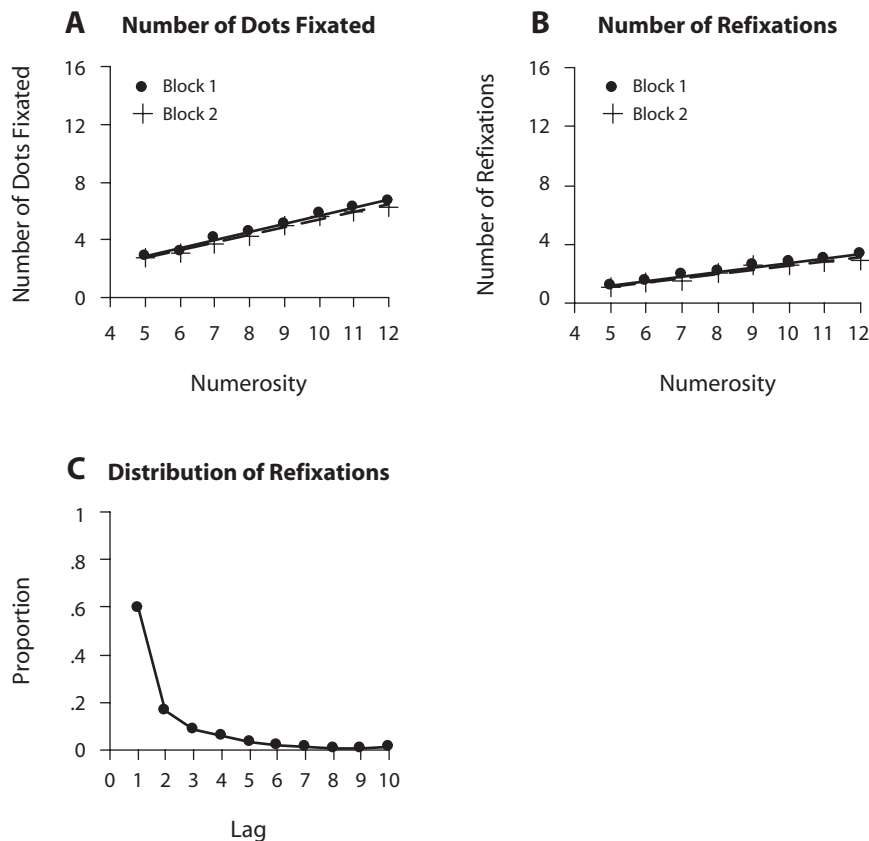 A Number of Dots Fixated
16
12
8
4
0
Number of Dots Fixated
Block 1
Block 2
4 5 6 7 8 9 10 11 12
Numerosity
B Number of Refixations
16
12
8
4
0
Number of Refixations
Block 1
Block 2
4 5 6 7 8 9 10 11 12
Numerosity
C Distribution of Refixations
1
.8
.6
.4
.2
0
Proportion
0 1 2 3 4 5 6 7 8 9 10
Lag